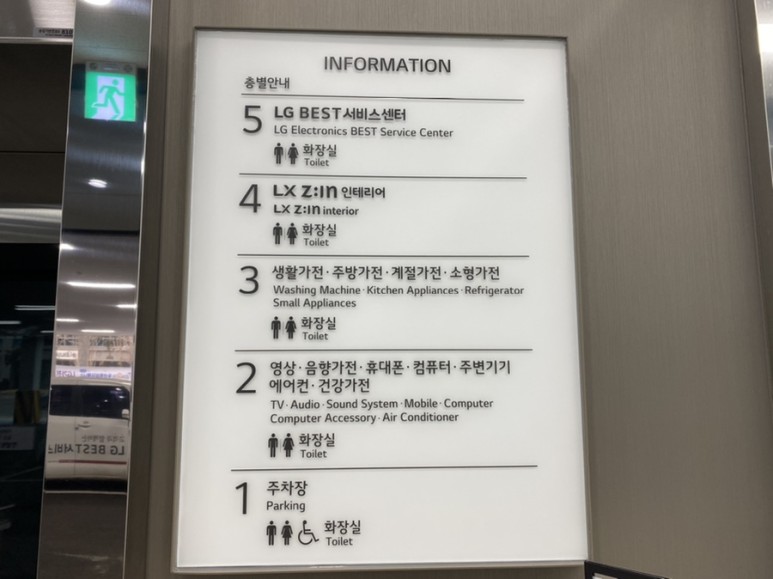 INFORMATION
층별안내
5 LG BEST서비스센터
LG Electronics BEST Service Center
화장실
Toilet
4 LX Z:IN 인테리어
LX Z:IN interior
화장실
Toilet
3 생활가전·주방가전·계절가전·소형가전
Washing Machine·Kitchen Appliances·Refrigerator
Small Appliances
화장실
Toilet
2 영상·음향가전·휴대폰·컴퓨터·주변기기
에어컨·건강가전
TV·Audio·Sound System·Mobile·Computer
Computer Accessory·Air Conditioner
화장실
Toilet
1 주차장
Parking
화장실
Toilet
LG BEST 서비스